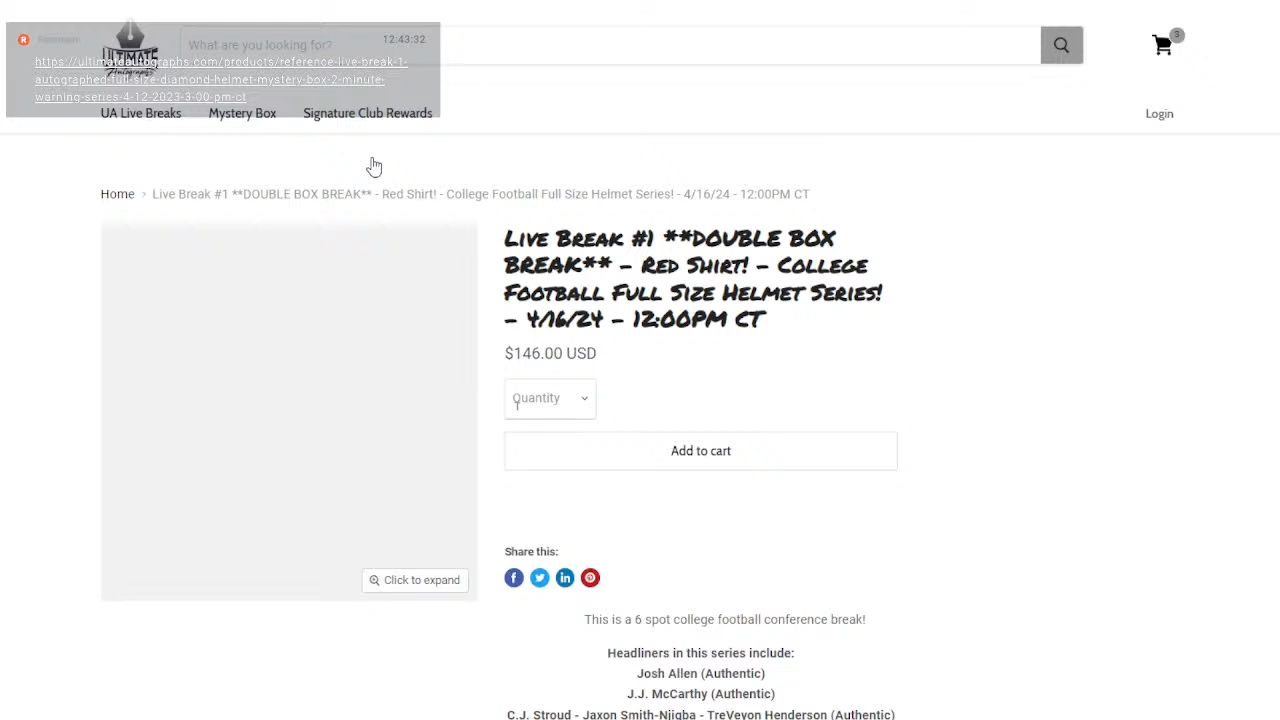 ULTIMATE
Autographs
What are you looking for?
12:43:32
https://ultimateautographs.com/products/reference-live-break-1-
autographed-full-size-diamond-helmet-mystery-box-2-minute-
warning-series-4-12-2023-3-00-pm-ct
3
UA Live Breaks
Mystery Box
Signature Club Rewards
Login
Home › Live Break #1 **DOUBLE BOX BREAK** - Red Shirt! - College Football Full Size Helmet Series! - 4/16/24 - 12:00PM CT
Live Break #1 **DOUBLE BOX
BREAK** - Red Shirt! - College
Football Full Size Helmet Series!
- 4/16/24 - 12:00PM CT
$146.00 USD
Quantity
1
Add to cart
Click to expand
Share this:
This is a 6 spot college football conference break!
Headliners in this series include:
Josh Allen (Authentic)
J.J. McCarthy (Authentic)
C.J. Stroud - Jaxon Smith-Njigba - TreVeyon Henderson (Authentic)